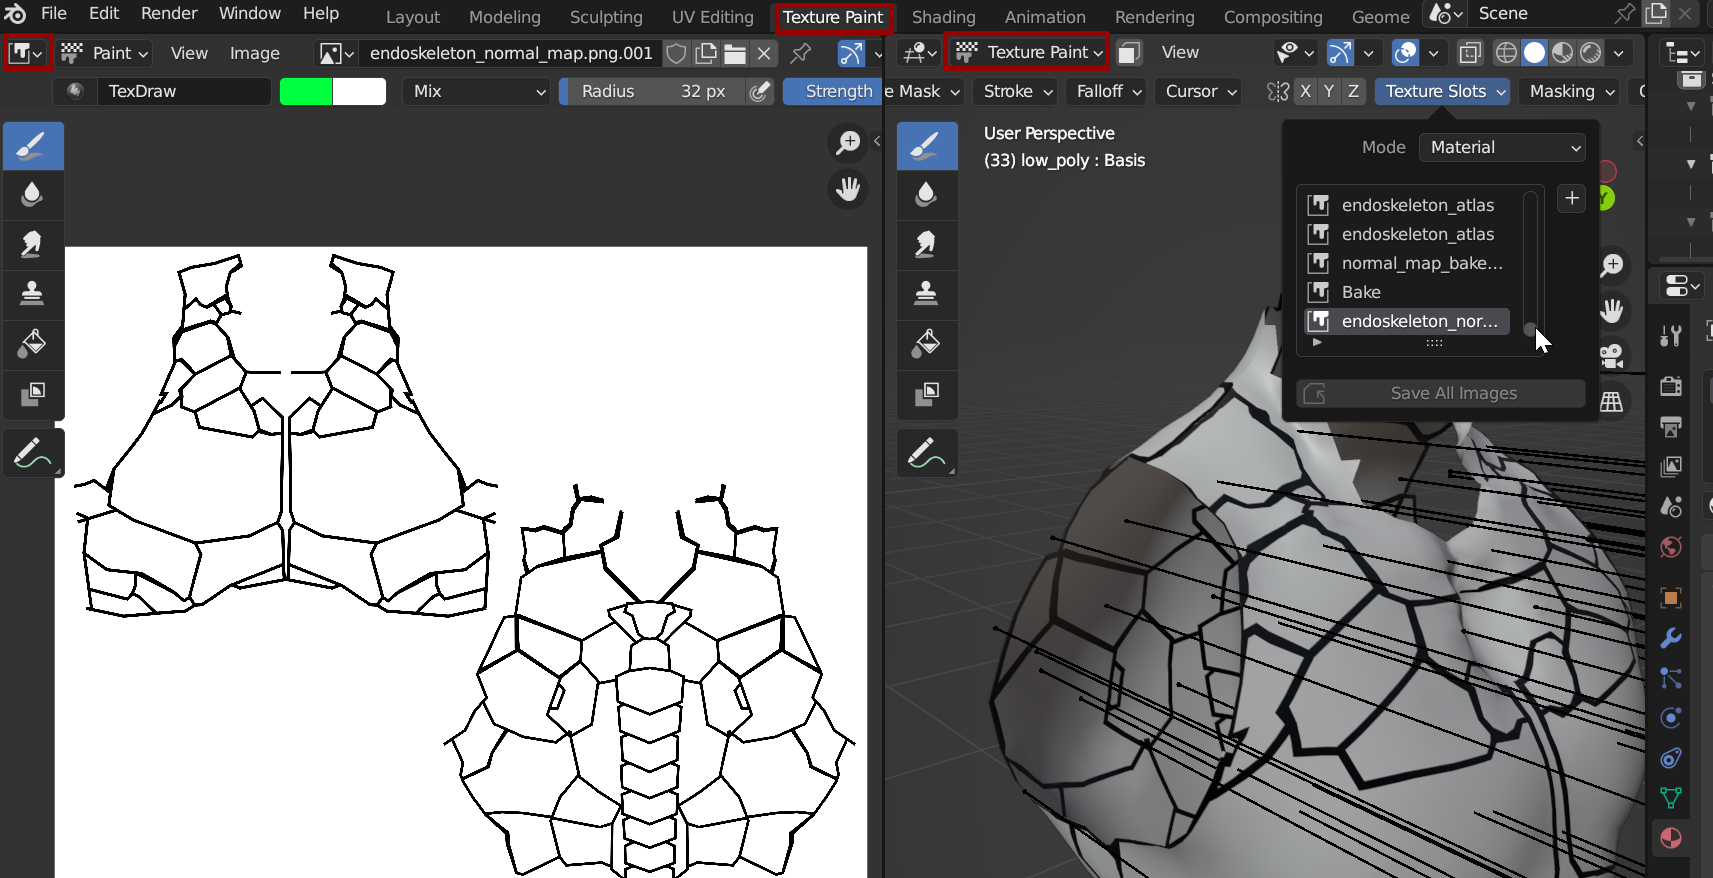 File Edit Render Window Help Layout Modeling Sculpting UV Editing Texture Paint Shading Animation Rendering Compositing Geome Scene
Paint View Image endoskeleton_normal_map.png.001 Texture Paint View
TexDraw Mix Radius 32 px Strength e Mask Stroke Falloff Cursor X Y Z Texture Slots Masking
User Perspective
(33) low_poly : Basis
Mode Material
endoskeleton_atlas
endoskeleton_atlas
normal_map_bake...
Bake
endoskeleton_nor...
Save All Images
Y